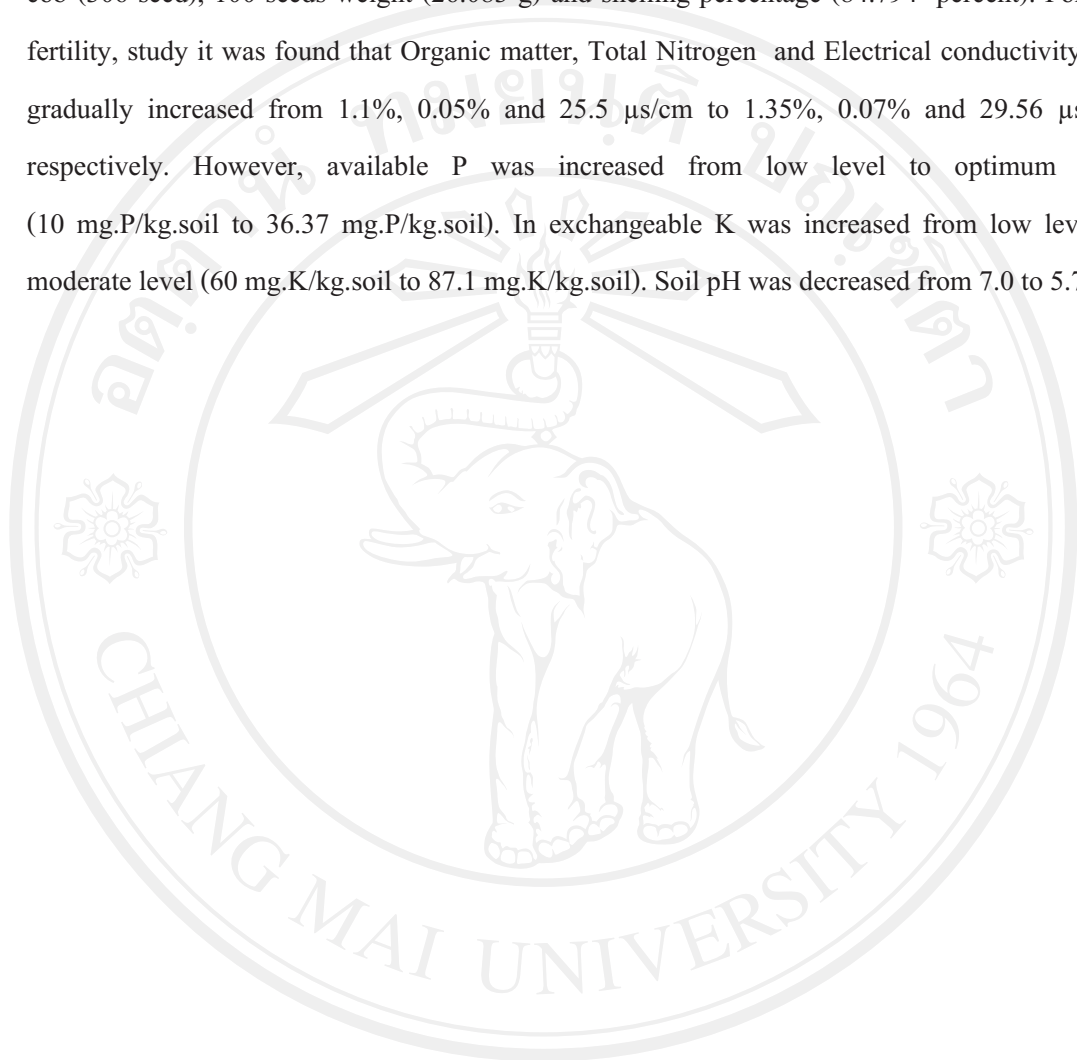 fertility, study it was found that Organic matter, Total Nitrogen and Electrical conductivity
gradually increased from 1.1%, 0.05% and 25.5 µs/cm to 1.35%, 0.07% and 29.56
respectively. However, available P was increased from low level to optimum
(10 mg.P/kg.soil to 36.37 mg.P/kg.soil). In exchangeable K was increased from low
moderate level (60 mg.K/kg.soil to 87.1 mg.K/kg.soil). Soil pH was decreased from 7.0 to
CHIANG MAI UNIVERSITY 1964